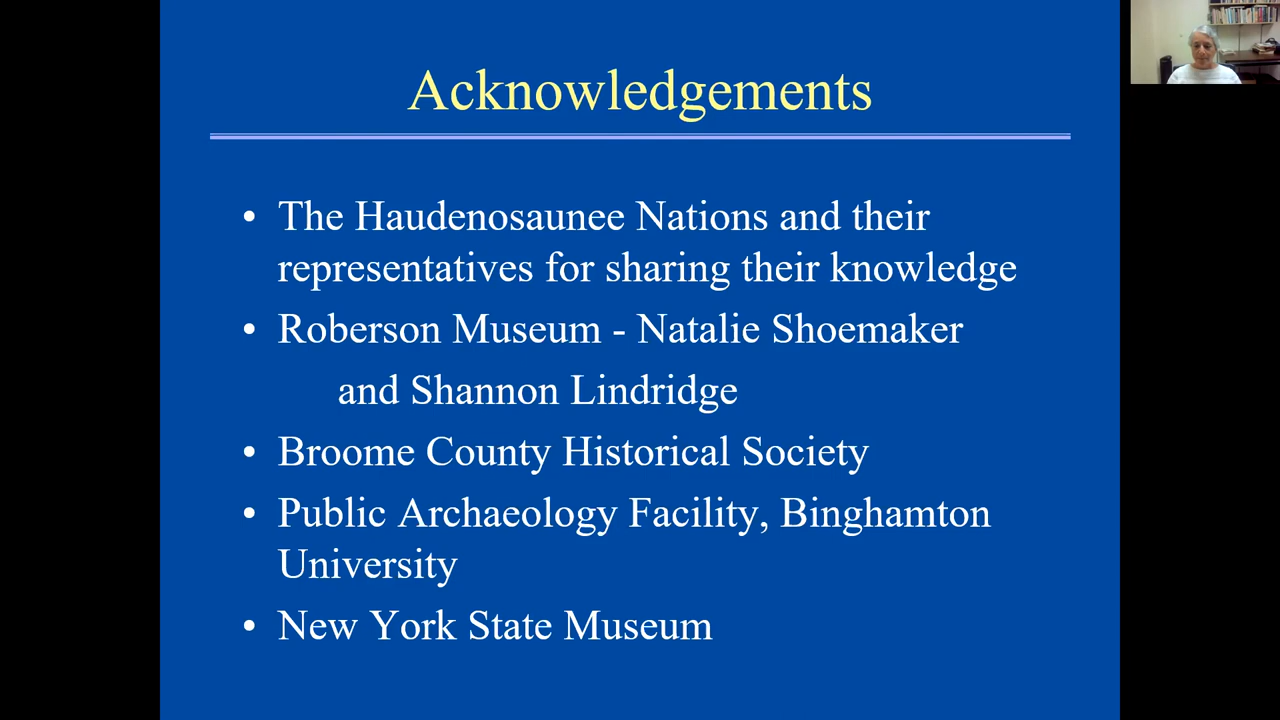 Acknowledgements
• The Haudenosaunee Nations and their
representatives for sharing their knowledge
• Roberson Museum - Natalie Shoemaker
and Shannon Lindridge
• Broome County Historical Society
• Public Archaeology Facility, Binghamton
University
• New York State Museum